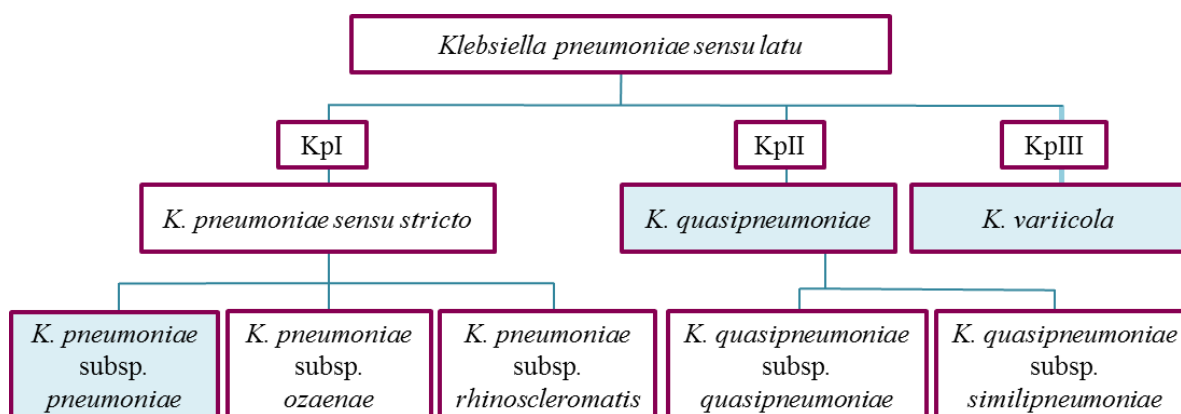 Klebsiella pneumoniae sensu latu
KpI
KpII
KpIII
K. pneumoniae sensu stricto
K. quasipneumoniae
K. variicola
K. pneumoniae
subsp.
pneumoniae
K. pneumoniae
subsp.
ozaenae
K. pneumoniae
subsp.
rhinoscleromatis
K. quasipneumoniae
subsp.
quasipneumoniae
K. quasipneumoniae
subsp.
similipneumoniae